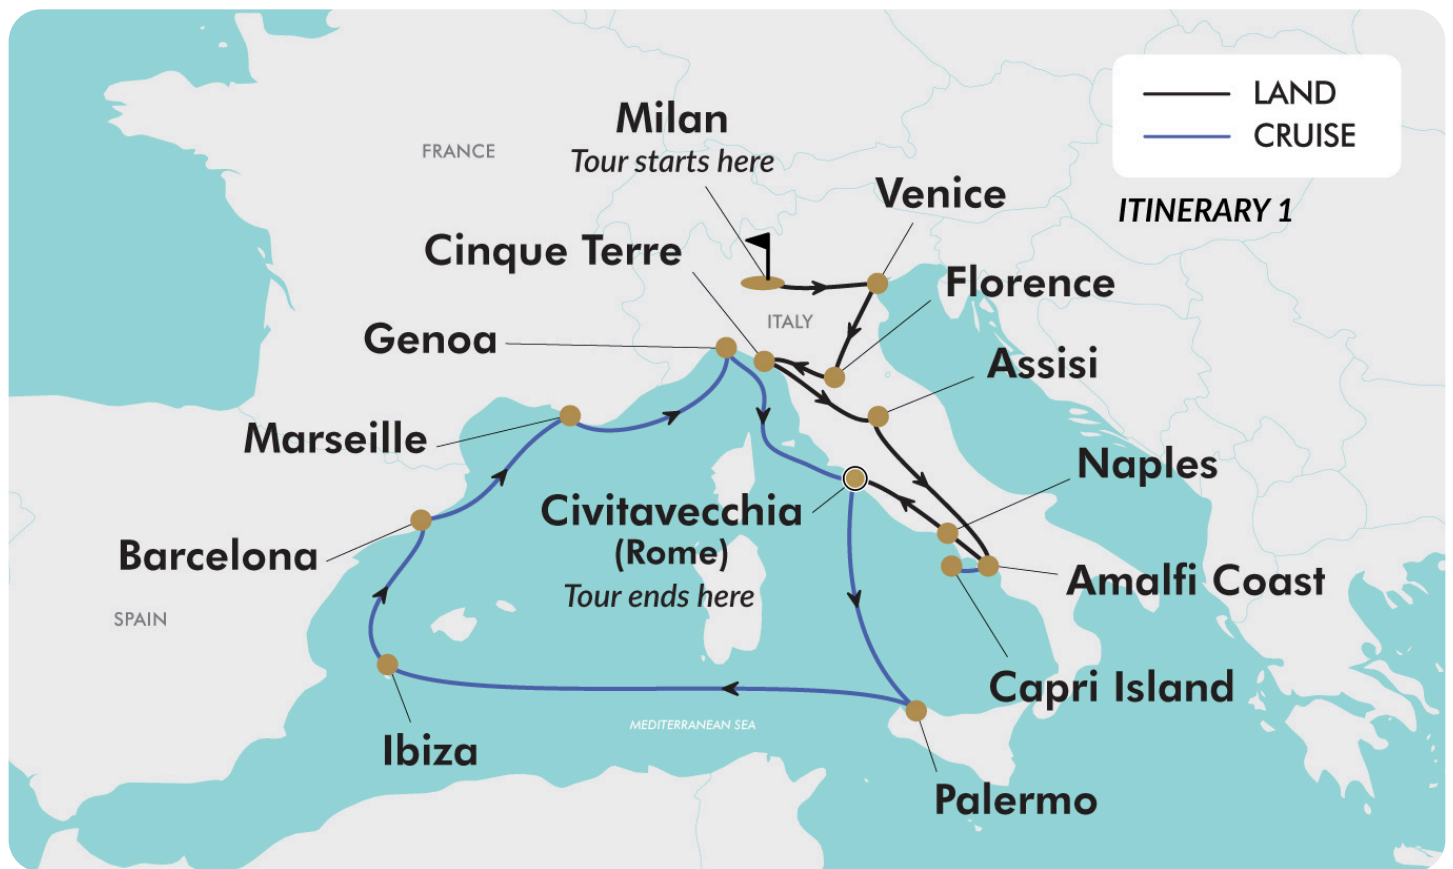 LAND
CRUISE
ITINERARY 1
Milan
Tour starts here
FRANCE
Venice
Cinque Terre
Florence
ITALY
Genoa
Assisi
Marseille
Naples
Civitavecchia
(Rome)
Tour ends here
Barcelona
Amalfi Coast
SPAIN
Capri Island
MEDITERRANEAN SEA
Ibiza
Palermo